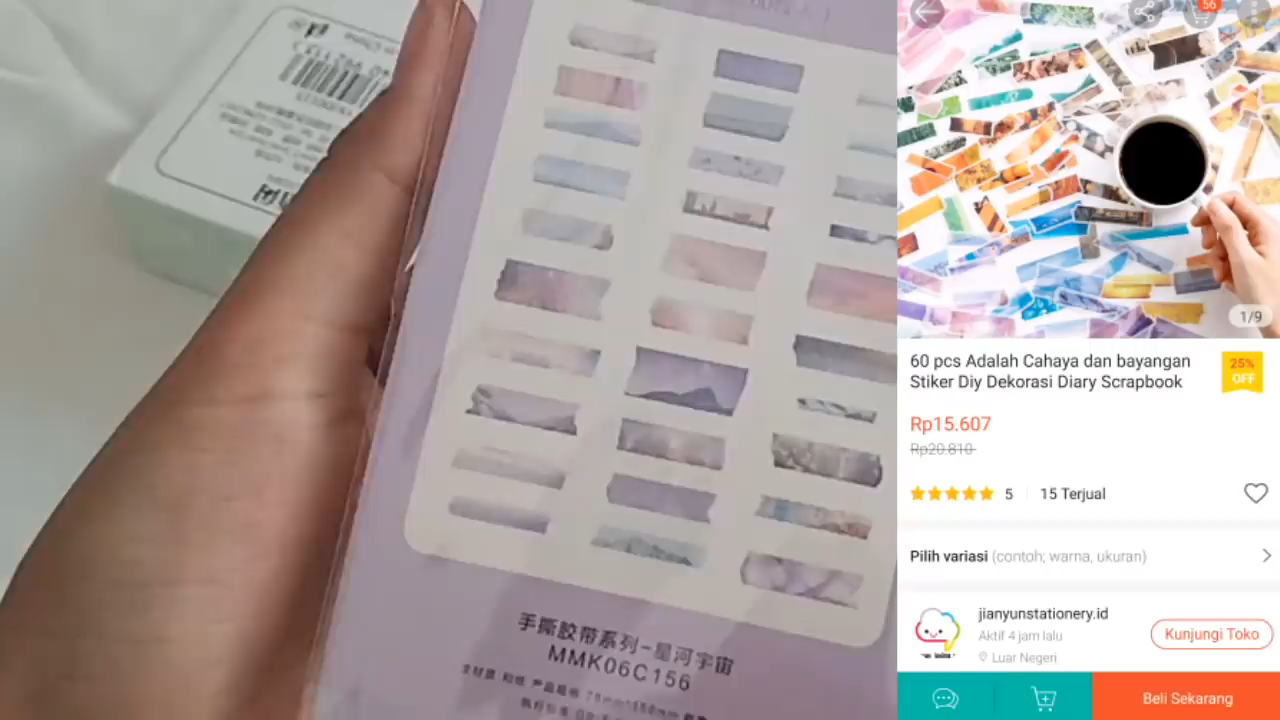 手撕胶带系列-星河宇宙
MMK06C156
56
1/9
60 pcs Adalah Cahaya dan bayangan
Stiker Diy Dekorasi Diary Scrapbook
25%
OFF
Rp15.607
Rp20.810
5
15 Terjual
Pilih variasi (contoh; warna, ukuran)
jianyunstationery.id
Aktif 4 jam lalu
Luar Negeri
Kunjungi Toko
Beli Sekarang